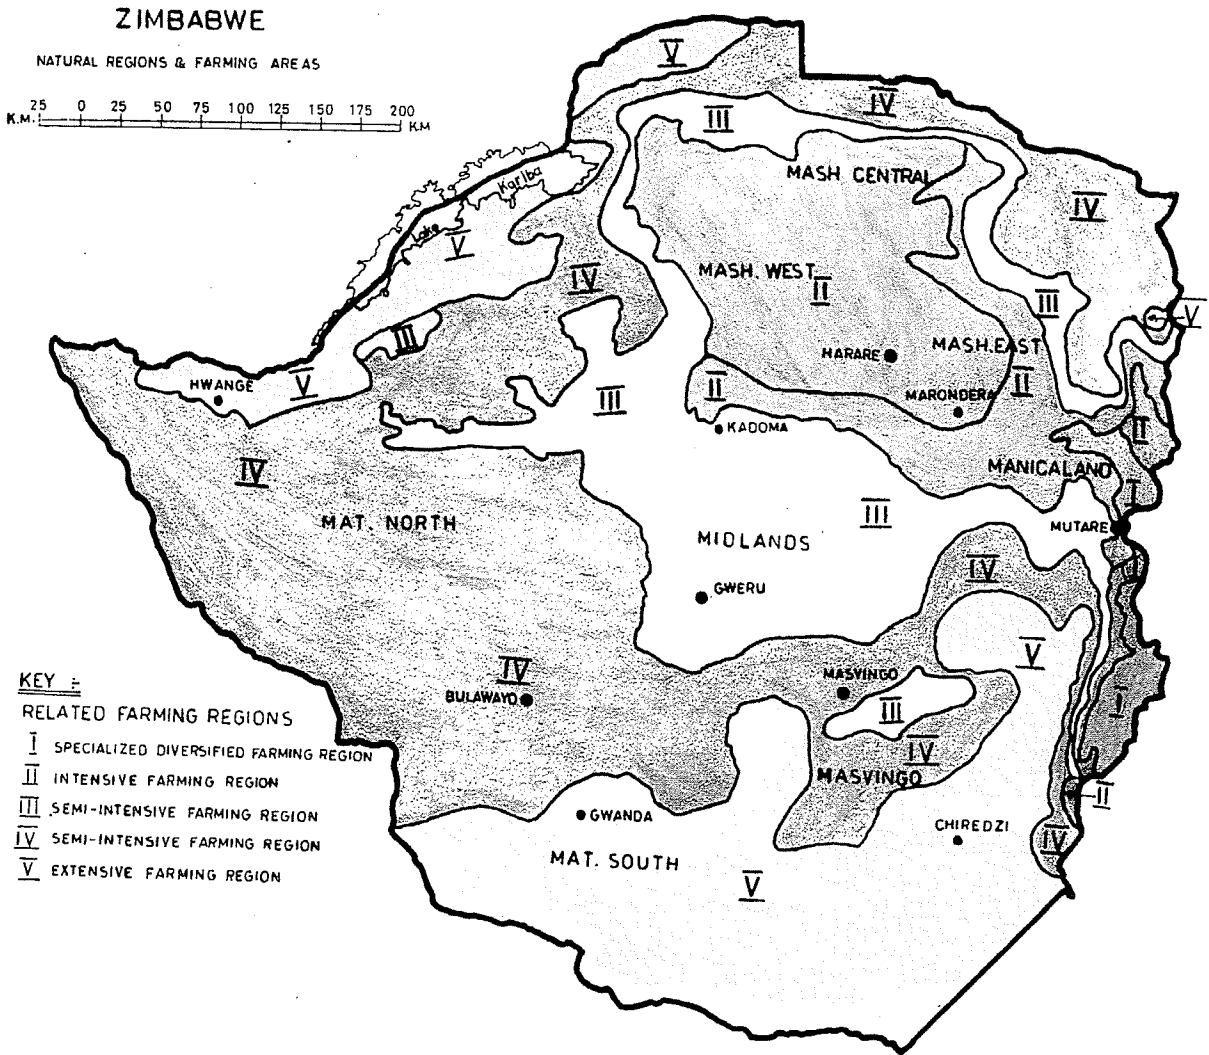 ZIMBABWE
NATURAL REGIONS & FARMING AREAS
K.M. 25 0 25 50 75 100 125 150 175 200 K.M
V
IV
III
MASH CENTRAL
IV
Lake Kariba
V
IV
MASH. WEST
II
III
V
III
HARARE
MASH. EAST
HWANGE
V
II
III
MARONDERA
II
KADOMA
II
IV
MANICALAND
I
MAT. NORTH
III
MUTARE
MIDLANDS
IV
I
GWERU
V
IV
MASVINGO
BULAWAYO
III
I
IV
MASVINGO
II
GWANDA
CHIREDZI
IV
MAT. SOUTH
V
KEY :-
RELATED FARMING REGIONS
I SPECIALIZED DIVERSIFIED FARMING REGION
II INTENSIVE FARMING REGION
III SEMI-INTENSIVE FARMING REGION
IV SEMI-INTENSIVE FARMING REGION
V EXTENSIVE FARMING REGION